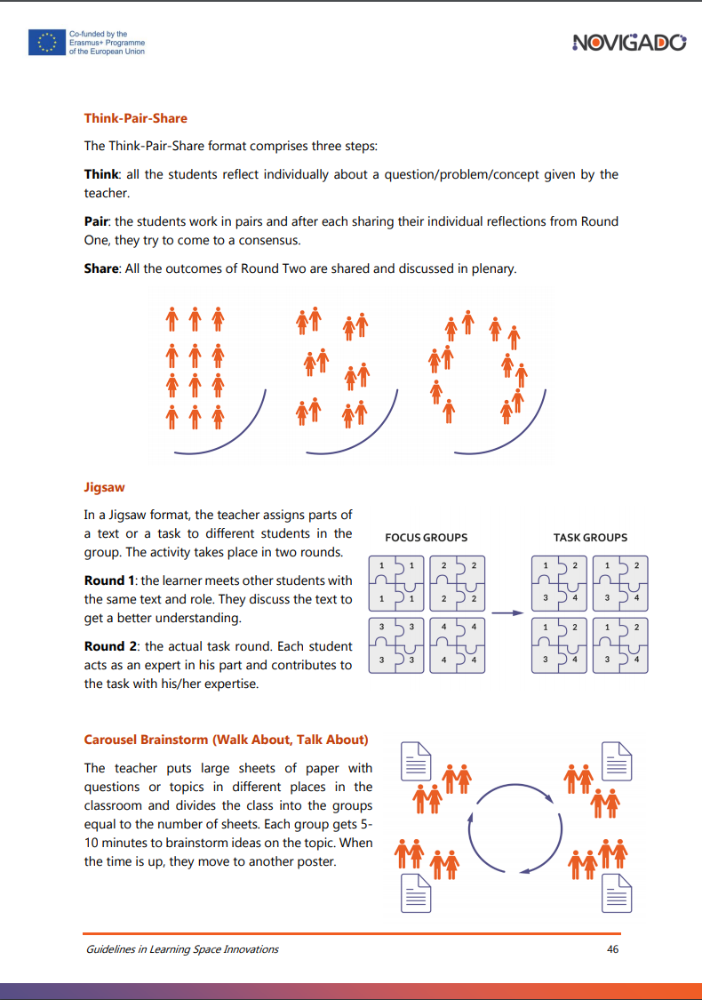 Co-funded by the
Erasmus+ Programme
of the European Union
NOVIGADO
Think-Pair-Share
The Think-Pair-Share format comprises three steps:
Think: all the students reflect individually about a question/problem/concept given by the
teacher.
Pair: the students work in pairs and after each sharing their individual reflections from Round
One, they try to come to a consensus.
Share: All the outcomes of Round Two are shared and discussed in plenary.
Jigsaw
In a Jigsaw format, the teacher assigns parts of
a text or a task to different students in the
group. The activity takes place in two rounds.
Round 1: the learner meets other students with
the same text and role. They discuss the text to
get a better understanding.
Round 2: the actual task round. Each student
acts as an expert in his part and contributes to
the task with his/her expertise.
FOCUS GROUPS
TASK GROUPS
1 1 2 2 1 2 1 2
1 1 2 2 3 4 3 4
3 3 4 4 1 2 1 2
3 3 4 4 3 4 3 4
Carousel Brainstorm (Walk About, Talk About)
The teacher puts large sheets of paper with
questions or topics in different places in the
classroom and divides the class into the groups
equal to the number of sheets. Each group gets 5-
10 minutes to brainstorm ideas on the topic. When
the time is up, they move to another poster.
Guidelines in Learning Space Innovations
46